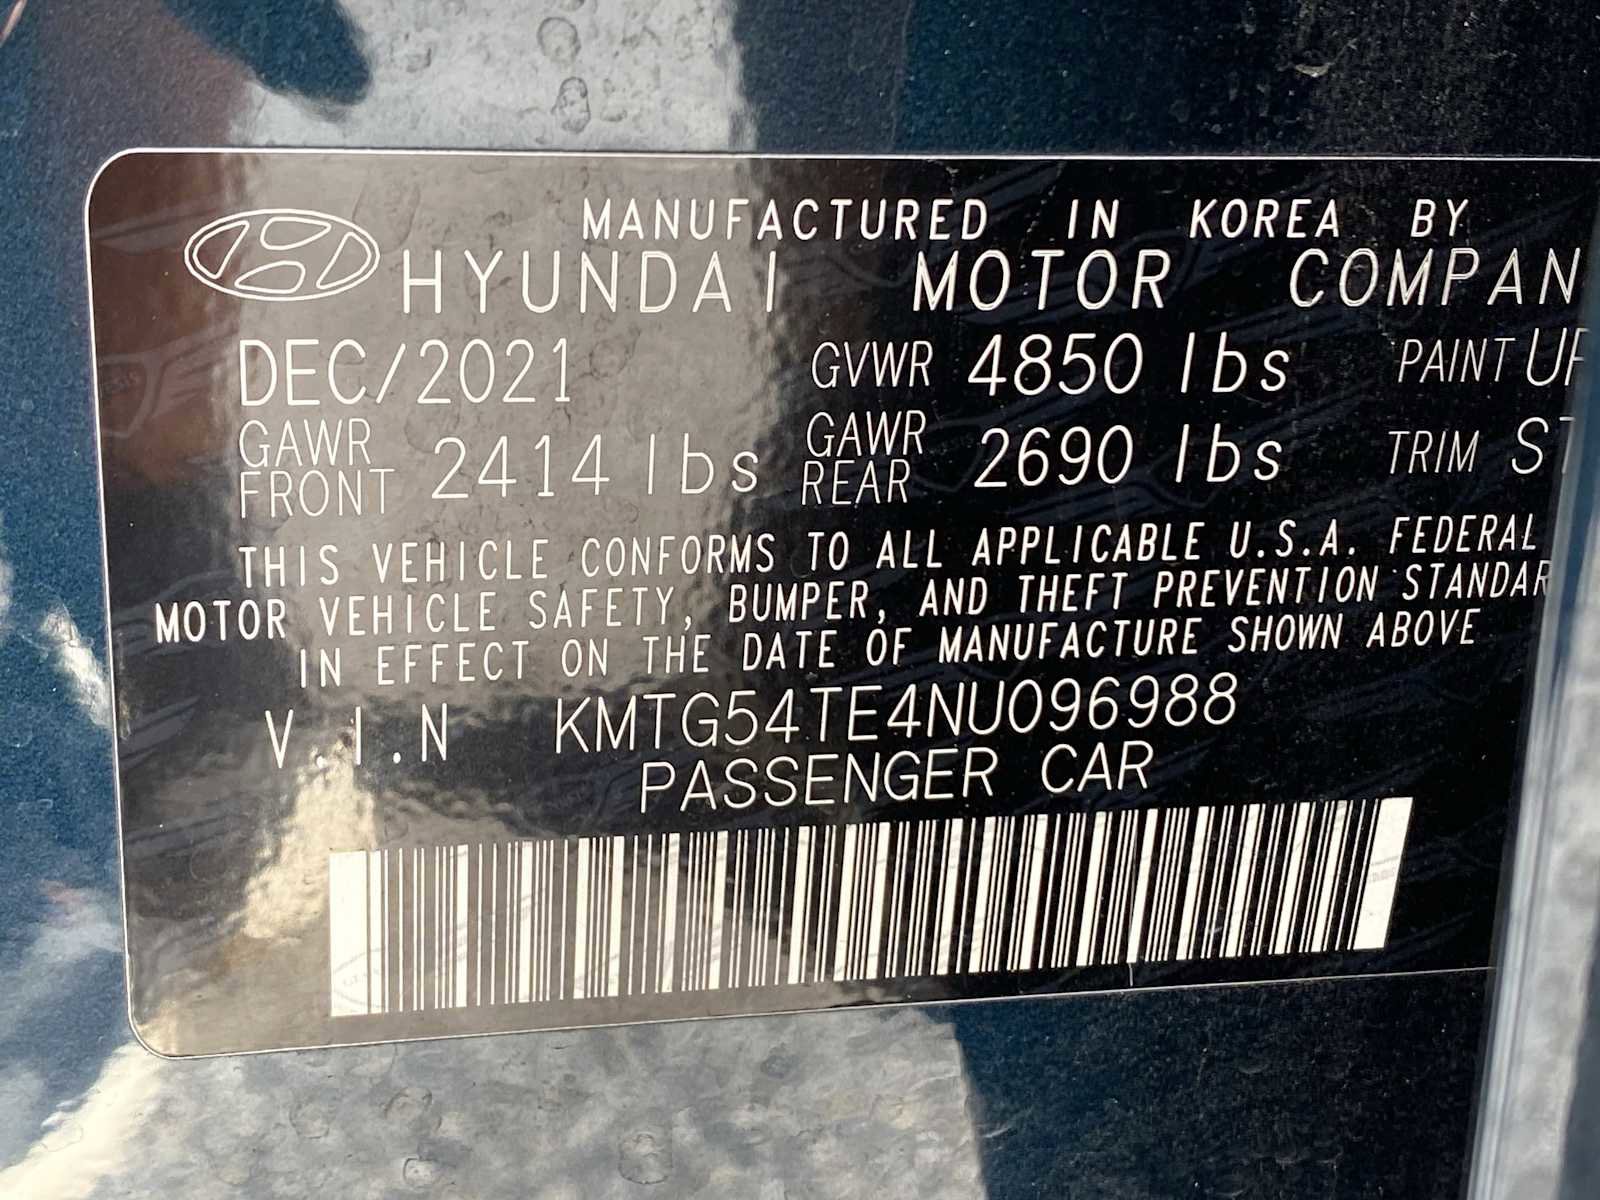 MANUFACTURED IN KOREA BY
HYUNDAI MOTOR COMPAN
DEC/2021 GVWR 4850 lbs PAINT UP
GAWR FRONT 2414 lbs GAWR REAR 2690 lbs TRIM ST
THIS VEHICLE CONFORMS TO ALL APPLICABLE U.S.A. FEDERAL
MOTOR VEHICLE SAFETY, BUMPER, AND THEFT PREVENTION STANDAR
IN EFFECT ON THE DATE OF MANUFACTURE SHOWN ABOVE
V.I.N KMTG54TE4NU096988
PASSENGER CAR